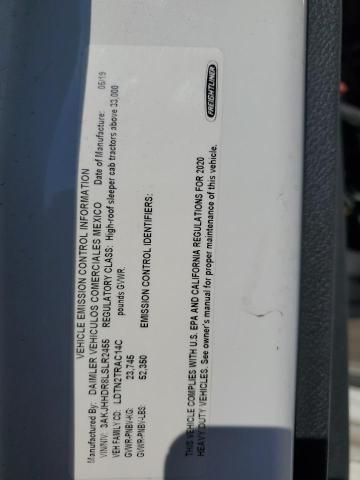 VEHICLE EMISSION CONTROL INFORMATION
Manufactured By: DAIMLER VEHICULOS COMERCIALES MEXICO Date of Manufacture: 06/19
VIN/NIV: 3AKJHHDR8LSLR2455 REGULATORY CLASS: High-roof sleeper cab tractors above 33,000
pounds GVWR.
VEH FAMILY CD: LDTN2TRAC14C
GVWR-PNBV-KG: 23,745
GVWR-PNBV-LBS: 52,350 EMISSION CONTROL IDENTIFIERS:
THIS VEHICLE COMPLIES WITH U.S. EPA AND CALIFORNIA REGULATIONS FOR 2020
HEAVY DUTY VEHICLES. See owner's manual for proper maintenance of this vehicle.
FREIGHTLINER